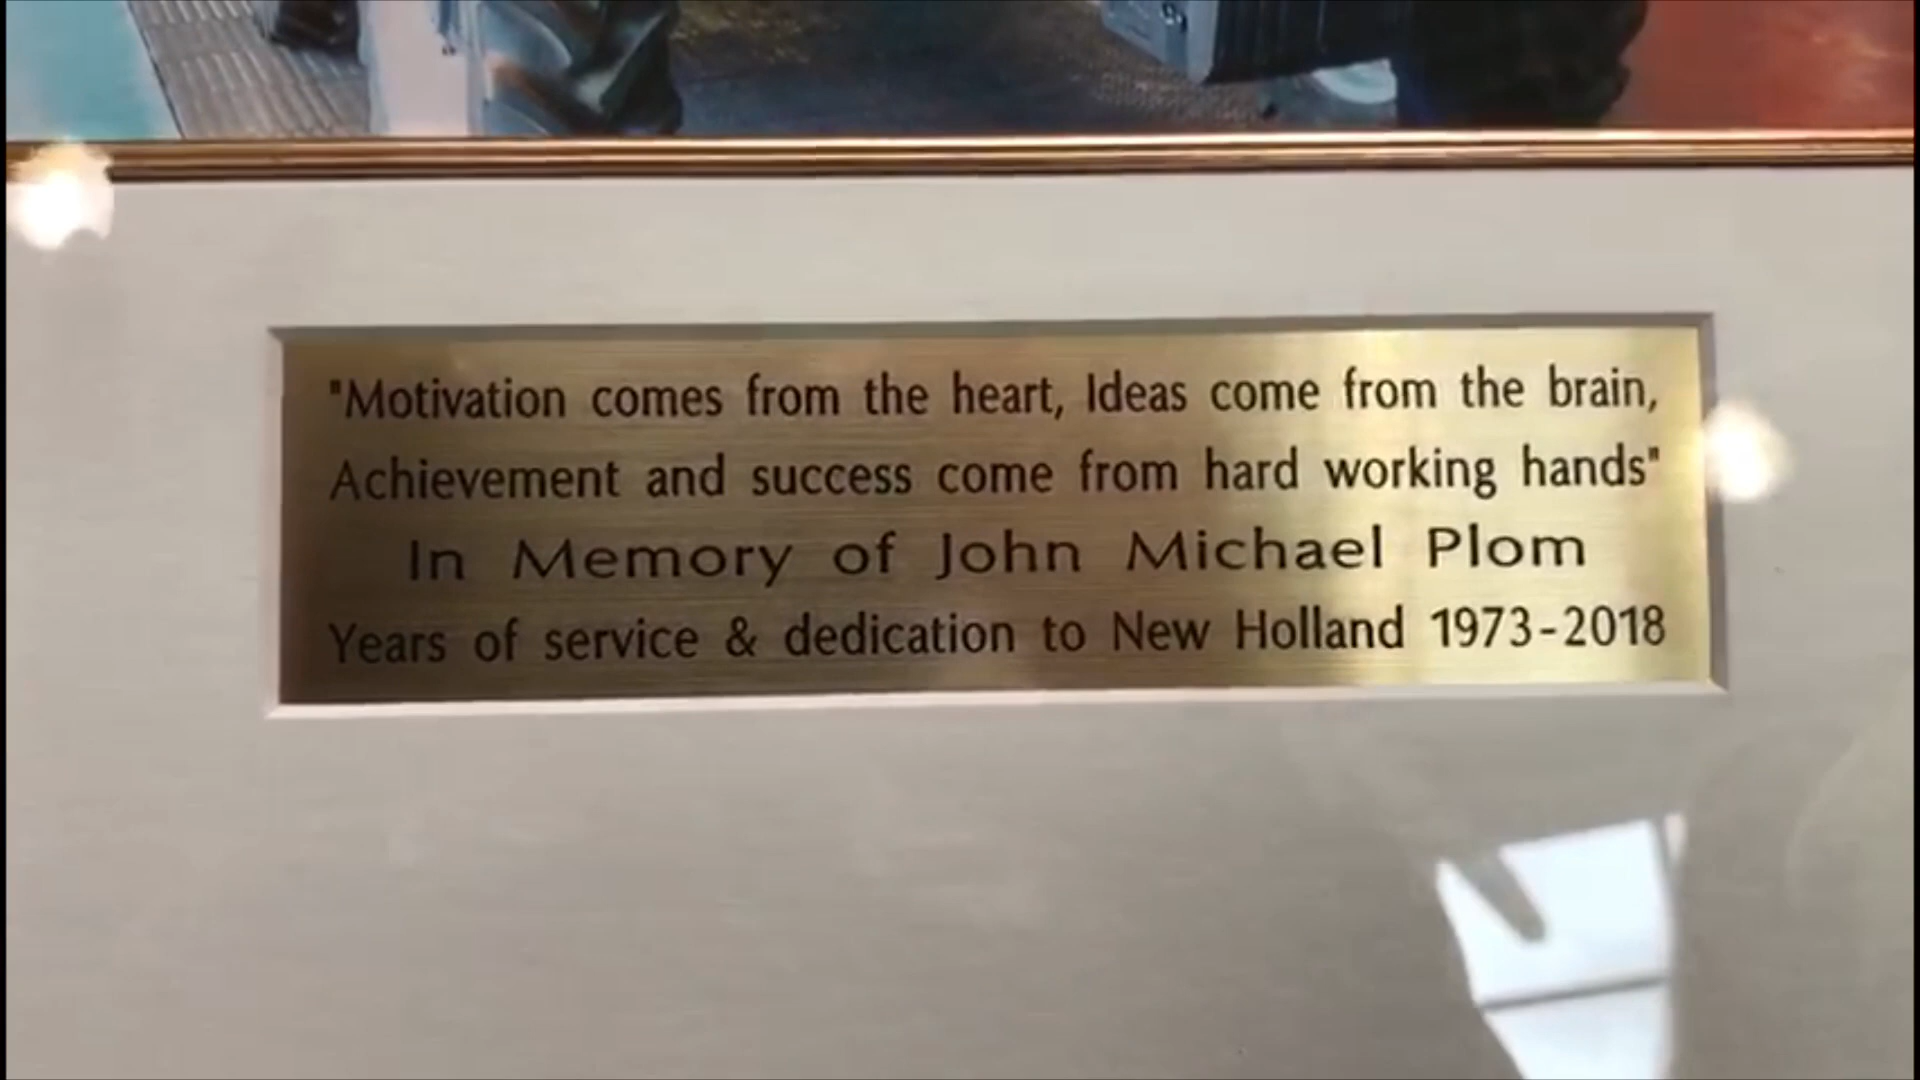 "Motivation comes from the heart, Ideas come from the brain,
Achievement and success come from hard working hands"
In Memory of John Michael Plom
Years of service & dedication to New Holland 1973-2018